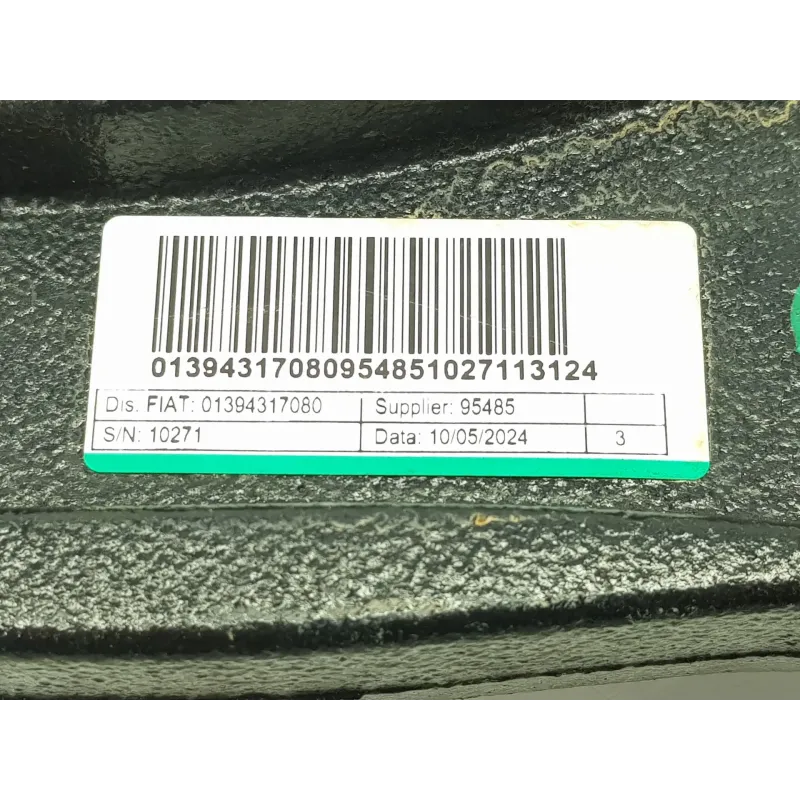 01394317080954851027113124
Dis. FIAT: 01394317080 Supplier: 95485
S/N: 10271 Data: 10/05/2024 3